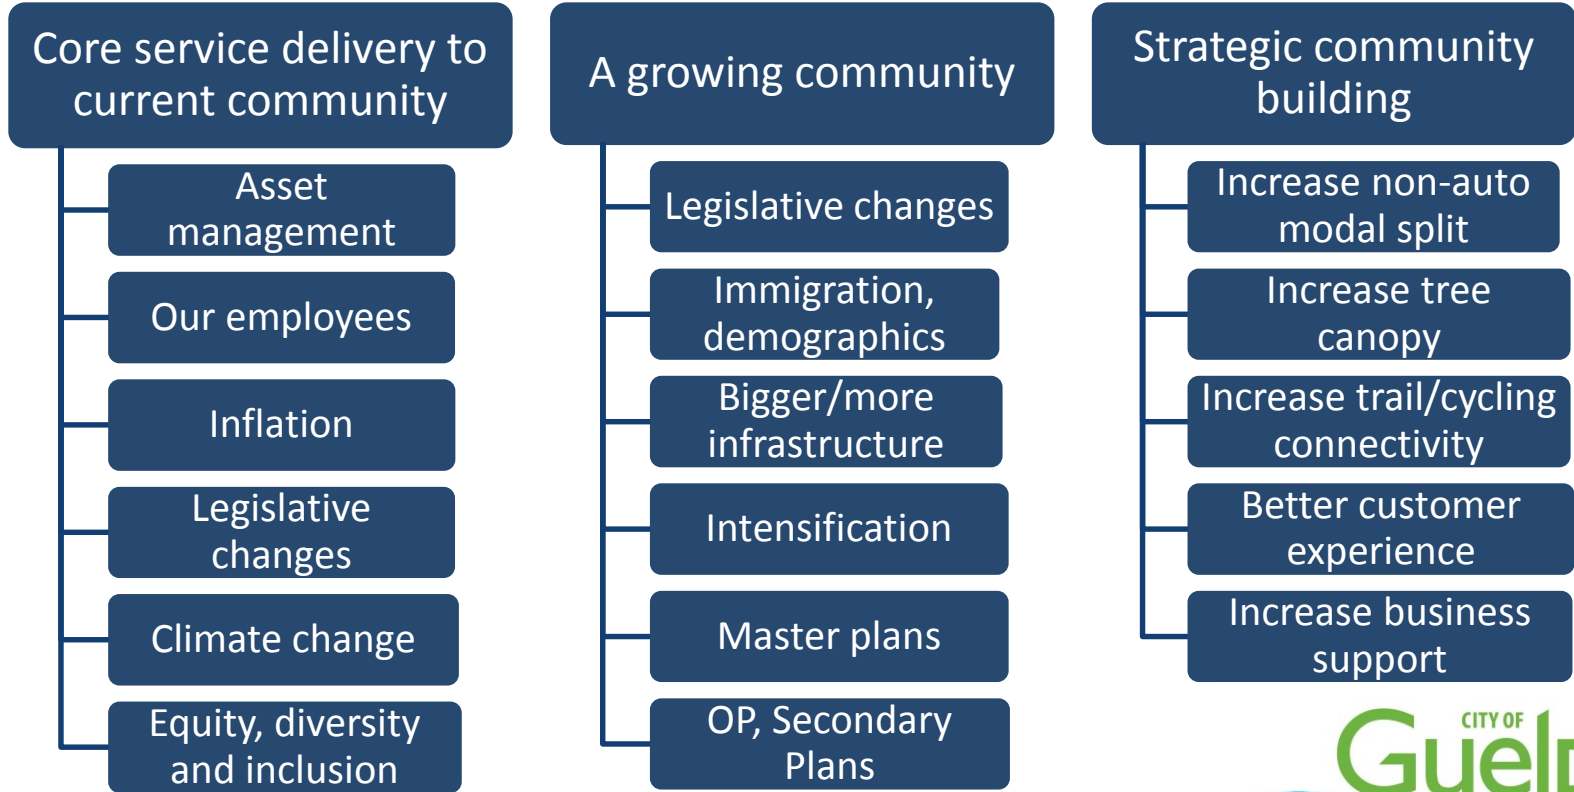 Core service delivery to
current community
Asset
management
Our employees
Inflation
Legislative
changes
Climate change
Equity, diversity
and inclusion
A growing community
Legislative changes
Immigration,
demographics
Bigger/more
infrastructure
Intensification
Master plans
OP, Secondary
Plans
Strategic community
building
Increase non-auto
modal split
Increase tree
canopy
Increase trail/cycling
connectivity
Better customer
experience
Increase business
support
CITY OF